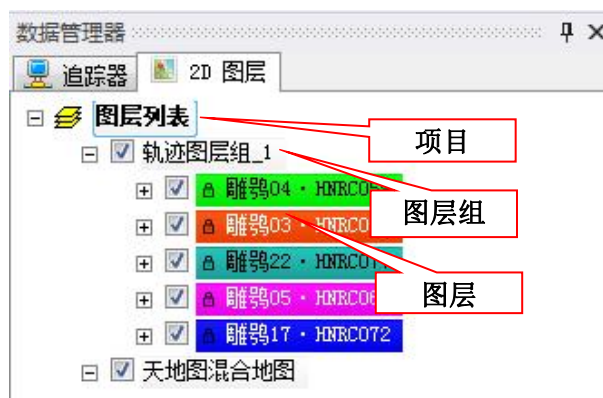 数据管理器
追踪器 2D 图层
图层列表
项目
轨迹图层组_1
雕鸮04 · HNRC05
图层组
雕鸮03 · HNRC0
雕鸮22 · HNRC0
图层
雕鸮05 · HNRC06
雕鸮17 · HNRC072
天地图混合地图